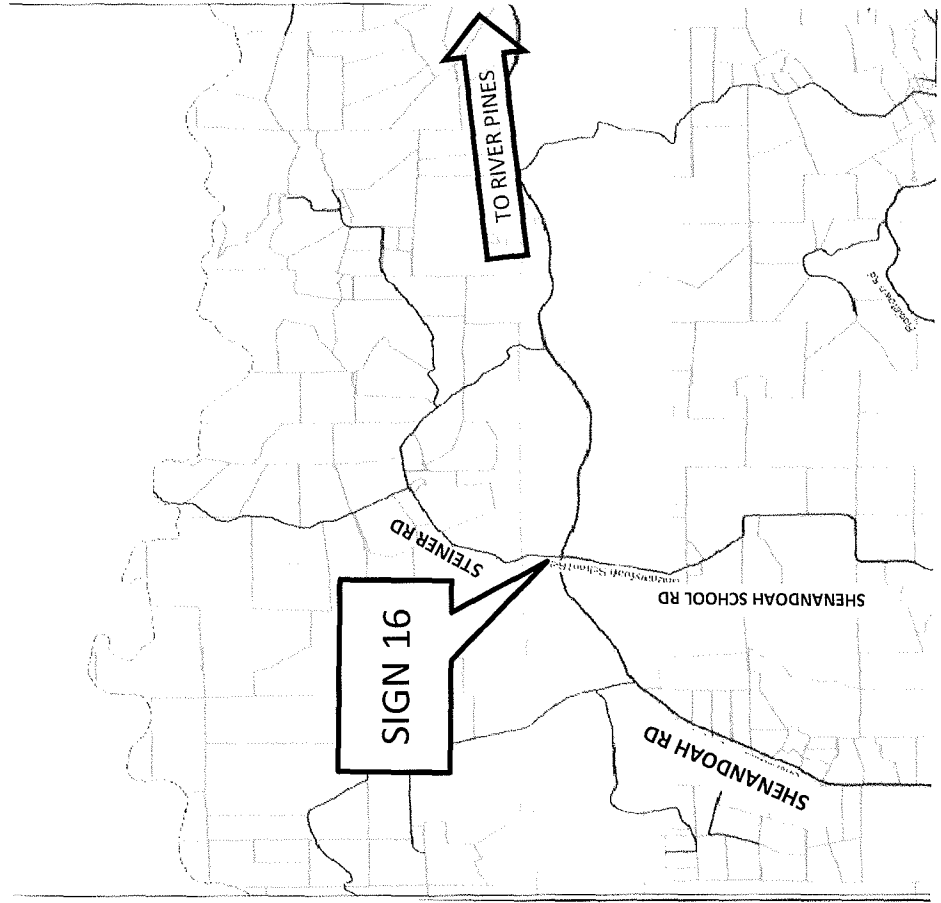 TO RIVER PINES
STEINER RD
SIGN 16
SHENANDOAH SCHOOL RD
SHENANDOAH RD